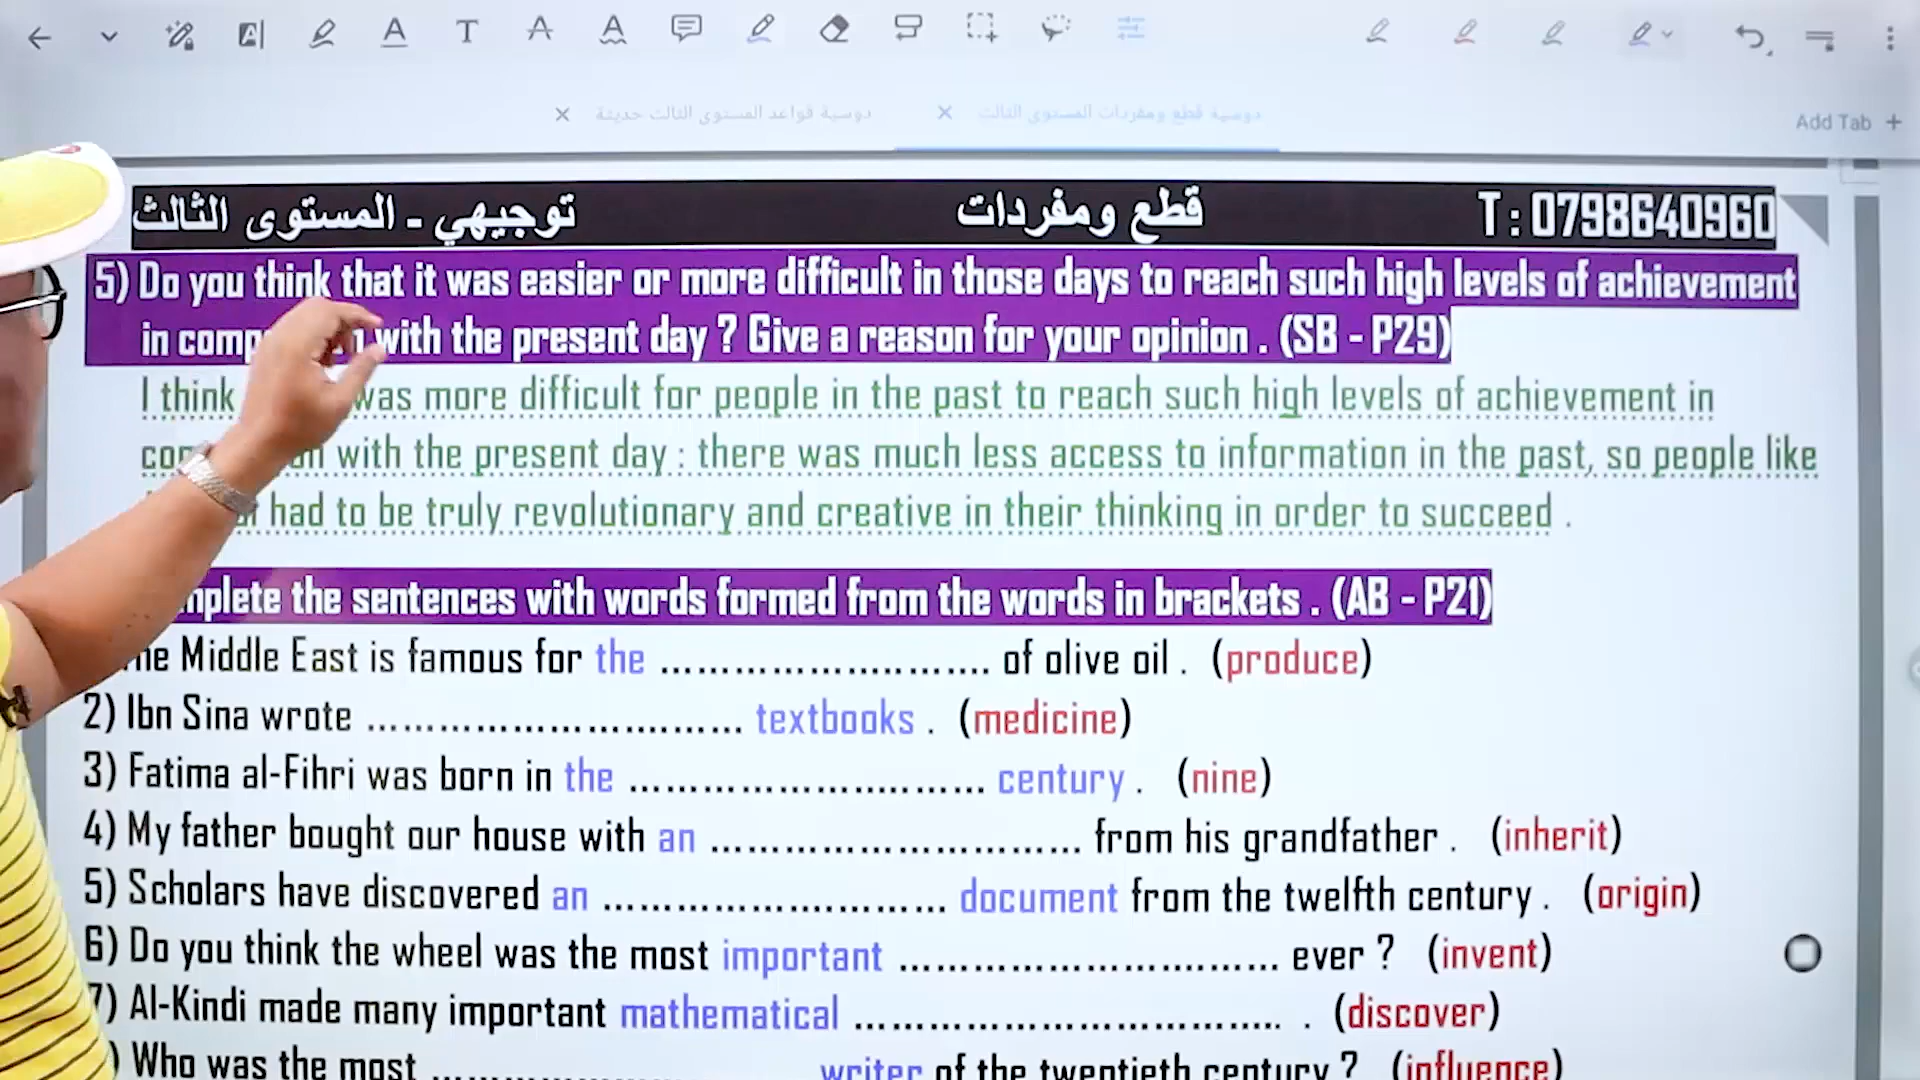 دوسية قواعد المستوى الثالث حديثة
دوسية قطع ومفردات المستوى الثالث
Add Tab +
توجيهي - المستوى الثالث
قطع ومفردات
T : 0798640960
5) Do you think that it was easier or more difficult in those days to reach such high levels of achievement
in with the present day ? Give a reason for your opinion . (SB - P29)
I think was more difficult for people in the past to reach such high levels of achievement in
with the present day : there was much less access to information in the past, so people like
had to be truly revolutionary and creative in their thinking in order to succeed .
the sentences with words formed from the words in brackets . (AB - P21)
Middle East is famous for the .............................. of olive oil . (produce)
2) Ibn Sina wrote .................................. textbooks . (medicine)
3) Fatima al-Fihri was born in the ................................ century . (nine)
4) My father bought our house with an .................................. from his grandfather . (inherit)
5) Scholars have discovered an ............................... document from the twelfth century . (origin)
6) Do you think the wheel was the most important .................................. ever ? (invent)
7) Al-Kindi made many important mathematical ...................................... . (discover)
) Who was the most .................... writer of the twentieth century ? (influence)